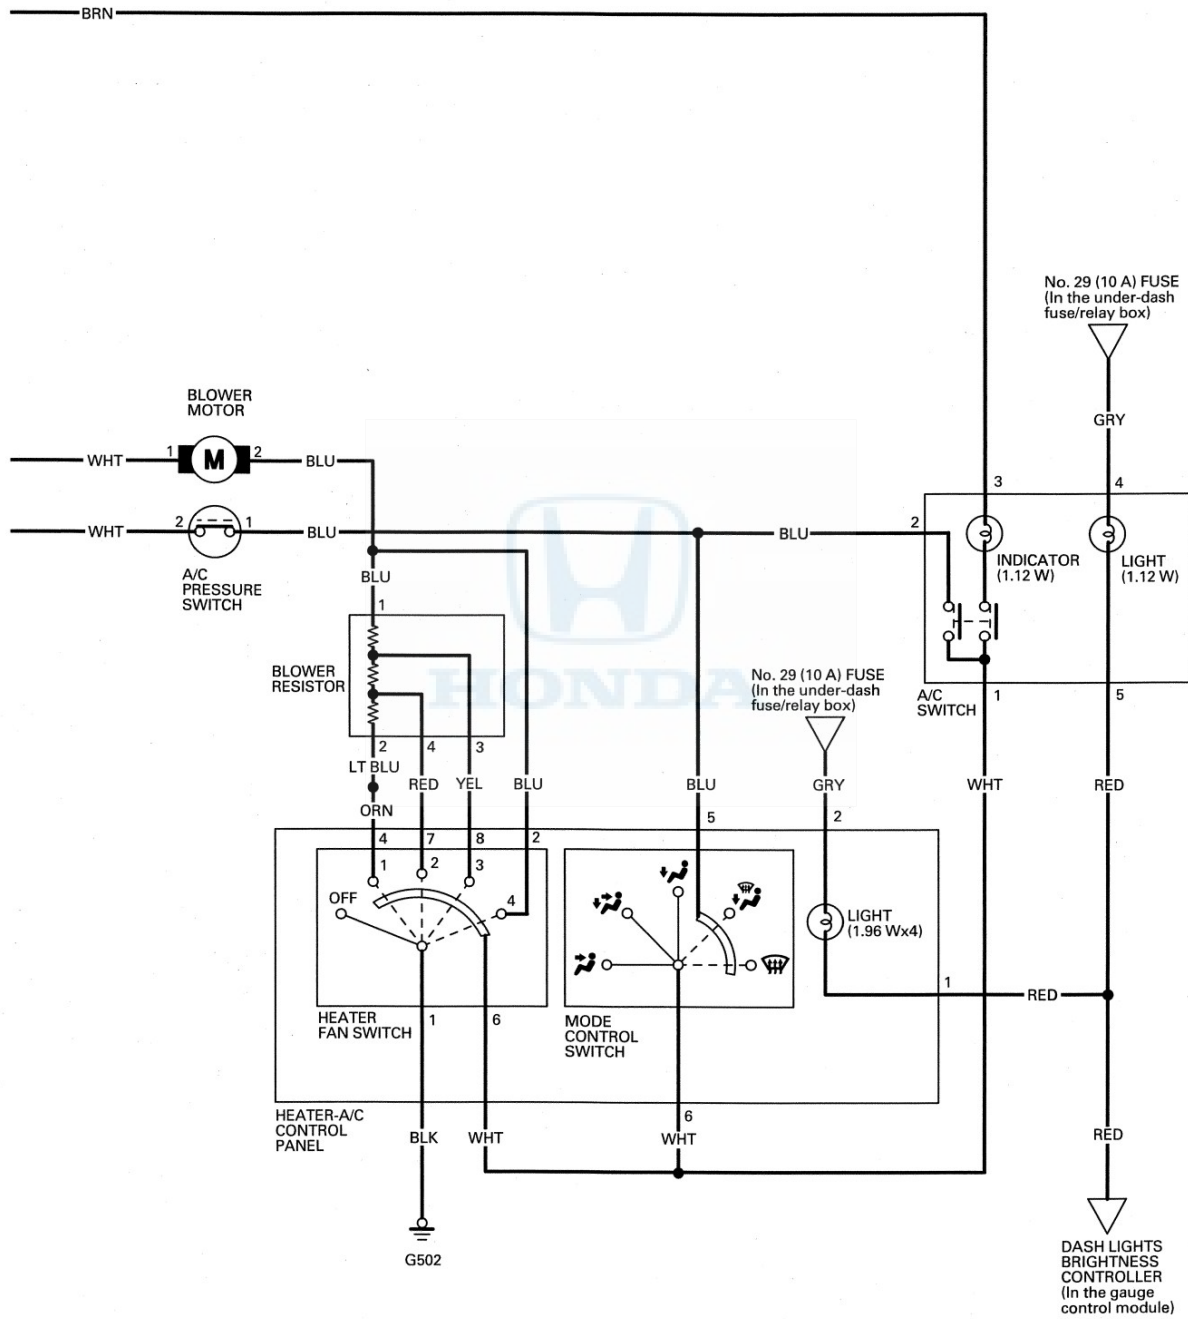 BRN
No. 29 (10 A) FUSE
(In the under-dash
fuse/relay box)
GRY
BLOWER
MOTOR
WHT
1
M
2
BLU
3
4
WHT
2
1
BLU
BLU
2
A/C
PRESSURE
SWITCH
BLU
1
INDICATOR
(1.12 W)
LIGHT
(1.12 W)
BLOWER
RESISTOR
HONDA
No. 29 (10 A) FUSE
(In the under-dash
fuse/relay box)
A/C
SWITCH
1
5
2
4
3
LT BLU
RED
YEL
BLU
BLU
GRY
WHT
RED
ORN
5
2
4
7
8
2
1
2
3
OFF
4
LIGHT
(1.96 Wx4)
1
RED
HEATER
FAN SWITCH
1
6
MODE
CONTROL
SWITCH
HEATER-A/C
CONTROL
PANEL
6
BLK
WHT
WHT
RED
G502
DASH LIGHTS
BRIGHTNESS
CONTROLLER
(In the gauge
control module)